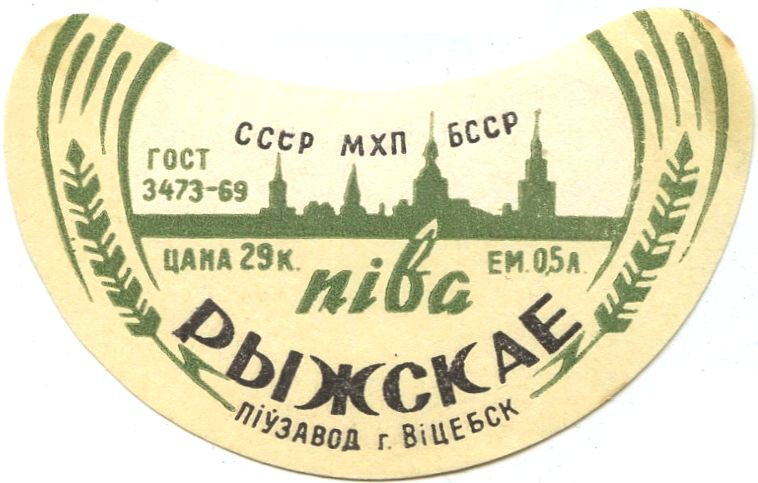 СССР МХП БССР
ГОСТ
3473-69
ЦАНА 29 К.
піва
ЕМ. 0,5 Л.
РЫЖСКАЕ
ПІЎЗАВОД г. ВІЦЕБСК